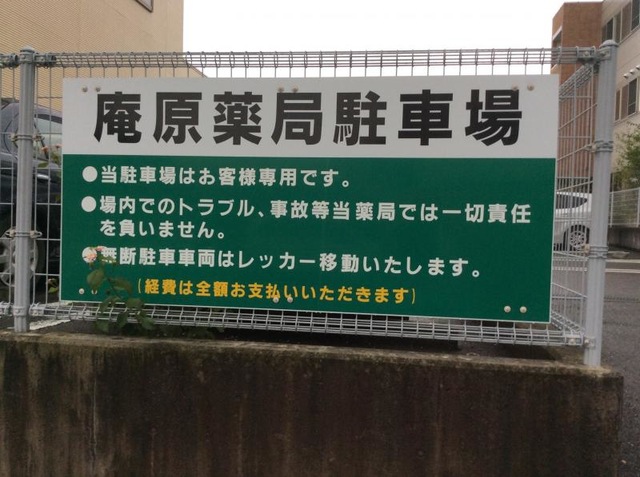 庵原薬局駐車場
●当駐車場はお客様専用です。
●場内でのトラブル、事故等当薬局では一切責任
を負いません。
●無断駐車車両はレッカー移動いたします。
(経費は全額お支払いいただきます)